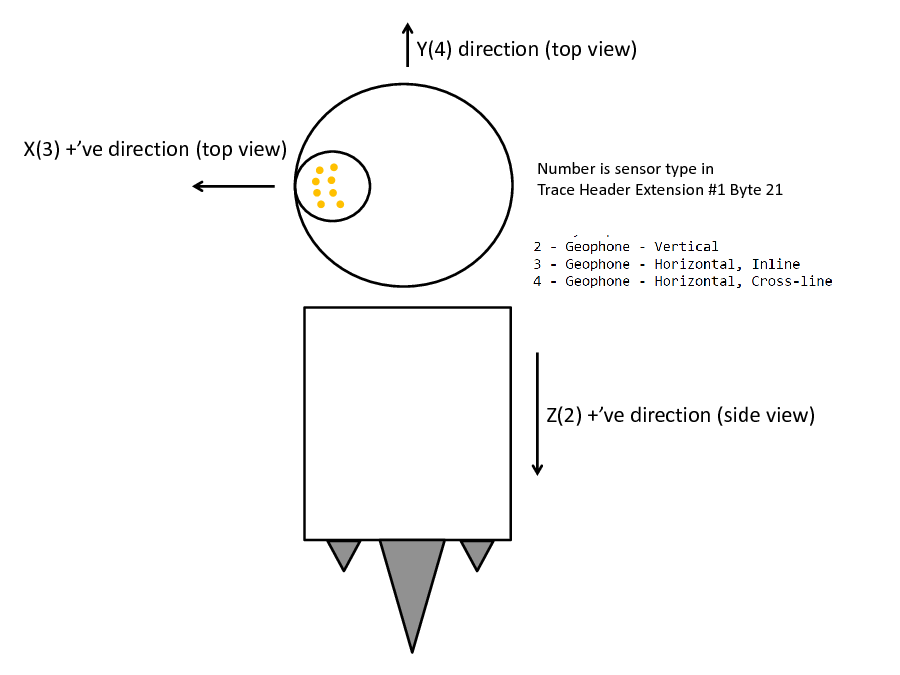 Y(4) direction (top view)
X(3) +’ve direction (top view)
Number is sensor type in
Trace Header Extension #1 Byte 21
2 - Geophone - Vertical
3 - Geophone - Horizontal, Inline
4 - Geophone - Horizontal, Cross-line
Z(2) +’ve direction (side view)